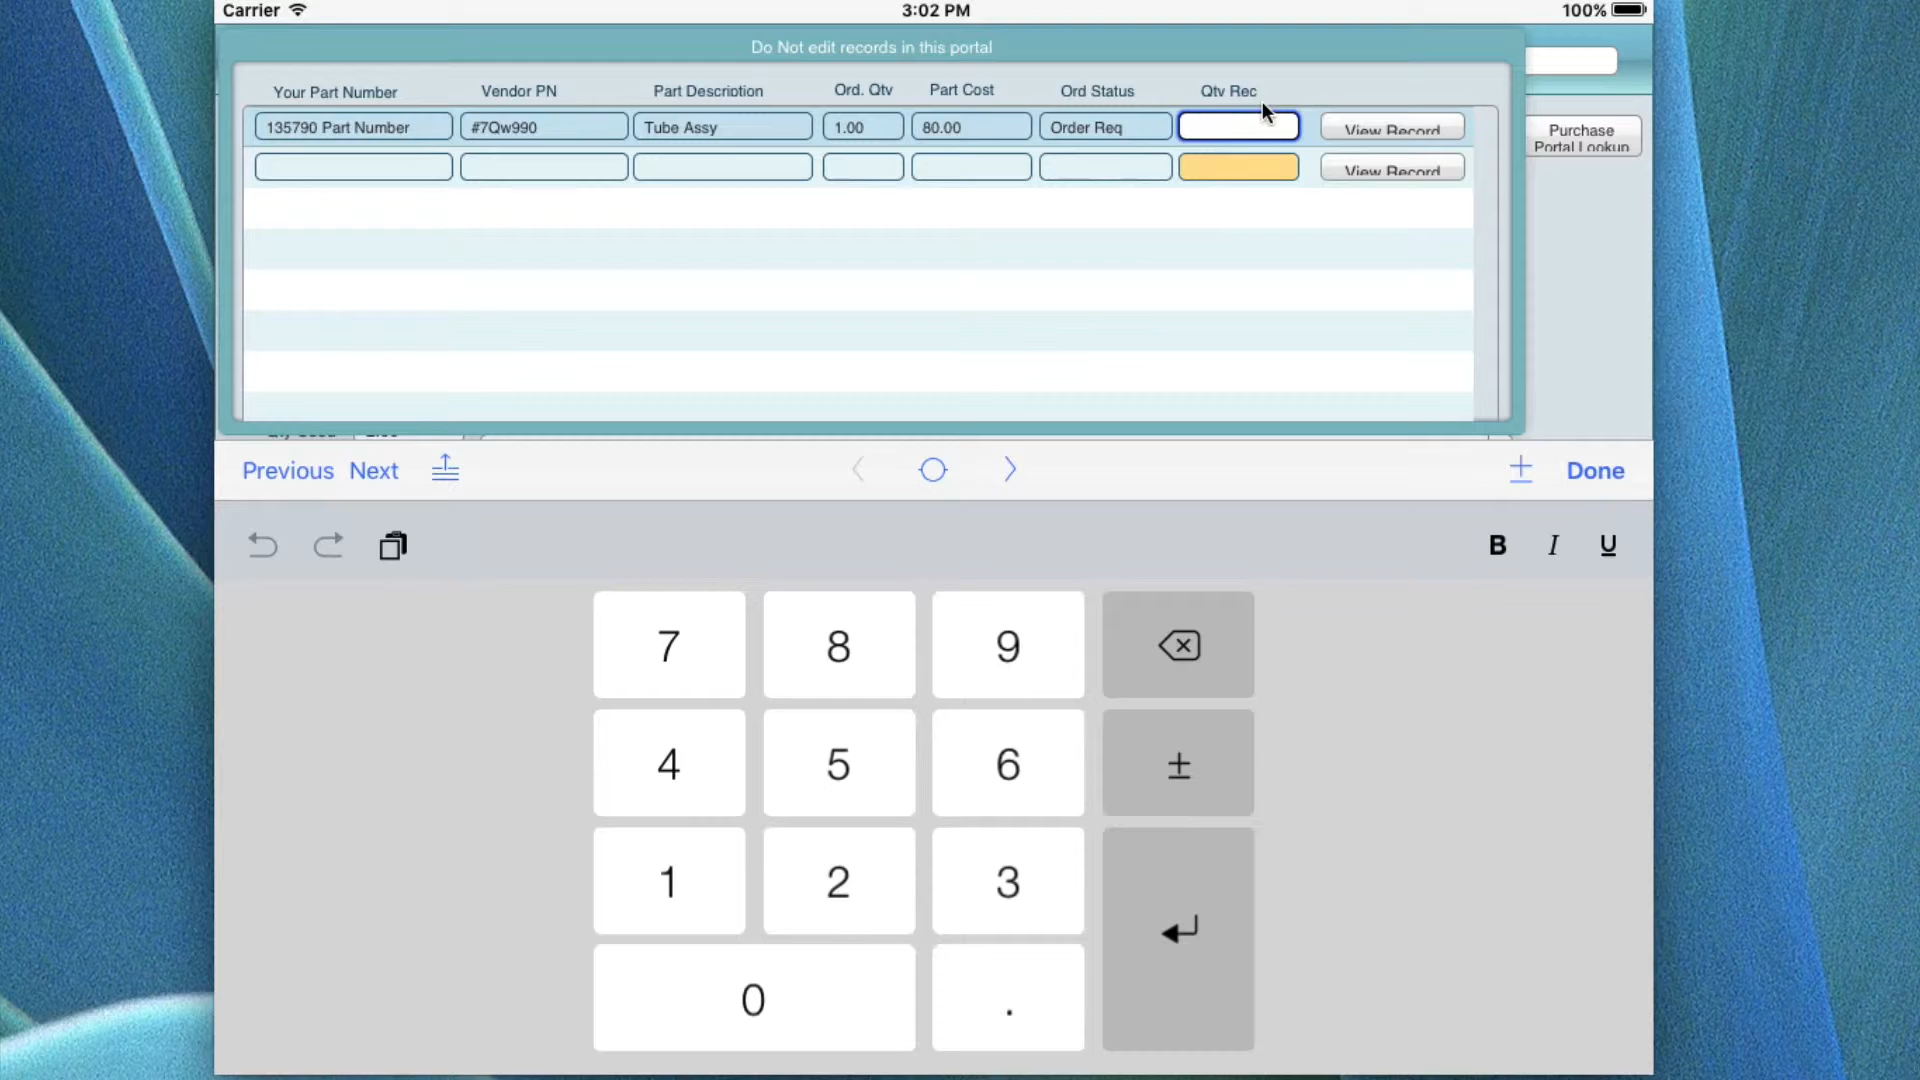 Carrier 3:02 PM 100%
Do Not edit records in this portal
Your Part Number Vendor PN Part Description Ord. Qty Part Cost Ord Status Qty Rec
135790 Part Number #7Qw990 Tube Assy 1.00 80.00 Order Req View Record
View Record
Purchase
Portal Lookup
Previous Next Done
B I U
7 8 9
4 5 6 ±
1 2 3
0 .